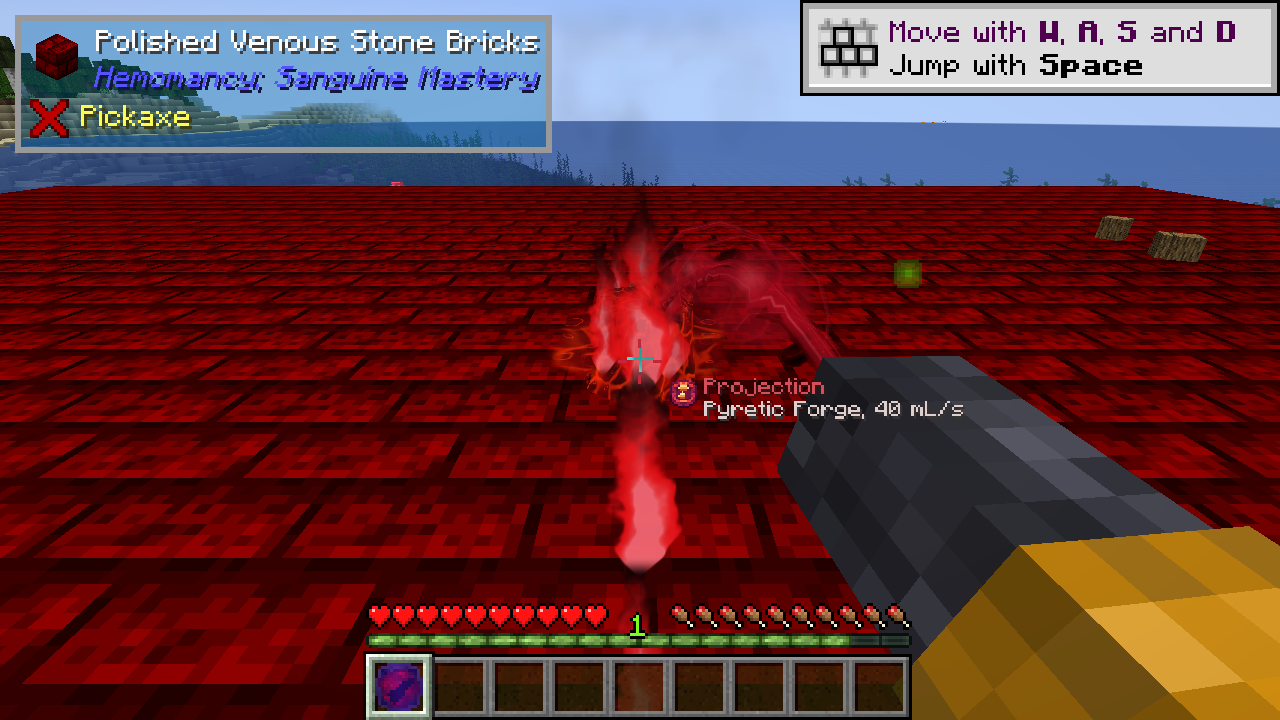 Polished Venous Stone Bricks
Hemomancy; Sanguine Mastery
Pickaxe
Move with W, A, S and D
Jump with Space
Projection
Pyretic Forge, 40 mL/s
1